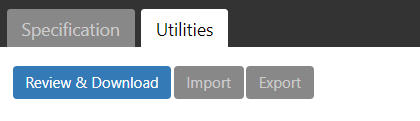 Specification Utilities
Review & Download Import Export